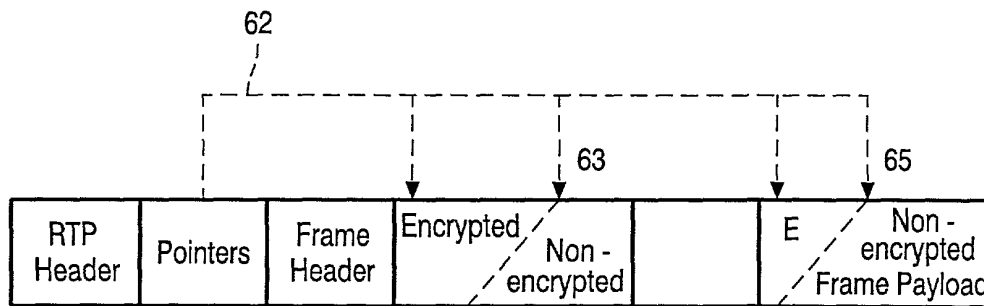 62
63
65
RTP
Header
Pointers
Frame
Header
Encrypted
Non -
encrypted
E
Non -
encrypted
Frame Payload